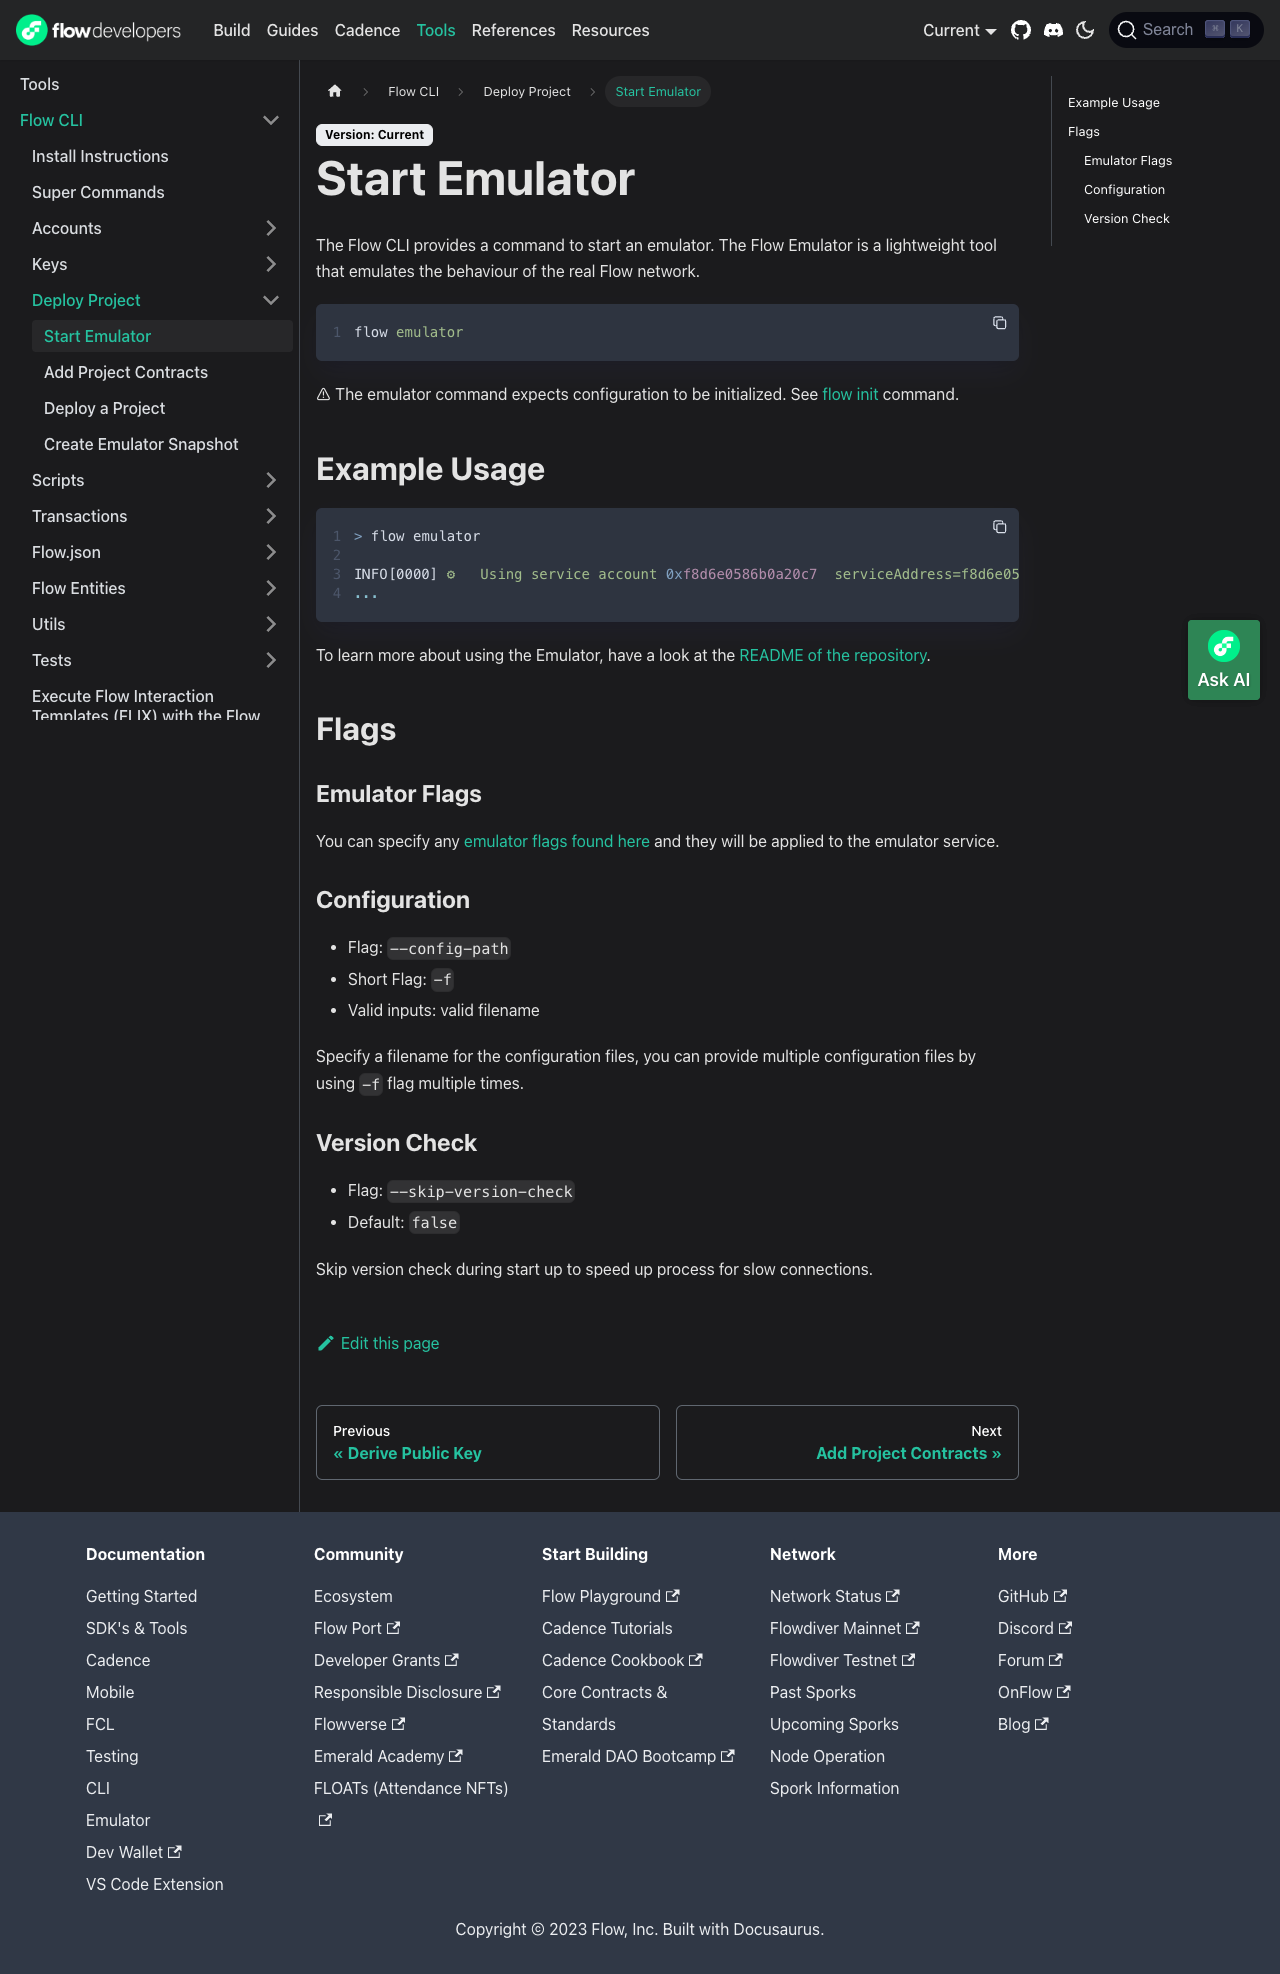 flowdevelopers
Build Guides Cadence Tools References Resources
Current
Search ⌘ K
Tools
Flow CLI
Install Instructions
Super Commands
Accounts
Keys
Deploy Project
Start Emulator
Add Project Contracts
Deploy a Project
Create Emulator Snapshot
Scripts
Transactions
Flow.json
Flow Entities
Utils
Tests
Execute Flow Interaction
Templates (FLIX) with the Flow
Flow CLI Deploy Project Start Emulator
Version: Current
Start Emulator
The Flow CLI provides a command to start an emulator. The Flow Emulator is a lightweight tool
that emulates the behaviour of the real Flow network.
1 flow emulator
⚠ The emulator command expects configuration to be initialized. See flow init command.
Example Usage
1 > flow emulator
2
3 INFO[0000] ⚙ Using service account 0xf8d6e0586b0a20c7 serviceAddress=f8d6e05
4 ...
To learn more about using the Emulator, have a look at the README of the repository.
Flags
Emulator Flags
You can specify any emulator flags found here and they will be applied to the emulator service.
Configuration
• Flag: --config-path
• Short Flag: -f
• Valid inputs: valid filename
Specify a filename for the configuration files, you can provide multiple configuration files by
using -f flag multiple times.
Version Check
• Flag: --skip-version-check
• Default: false
Skip version check during start up to speed up process for slow connections.
Edit this page
Previous
« Derive Public Key
Next
Add Project Contracts »
Example Usage
Flags
Emulator Flags
Configuration
Version Check
Ask AI
Documentation
Getting Started
SDK's & Tools
Cadence
Mobile
FCL
Testing
CLI
Emulator
Dev Wallet
VS Code Extension
Community
Ecosystem
Flow Port
Developer Grants
Responsible Disclosure
Flowverse
Emerald Academy
FLOATs (Attendance NFTs)
Start Building
Flow Playground
Cadence Tutorials
Cadence Cookbook
Core Contracts &
Standards
Emerald DAO Bootcamp
Network
Network Status
Flowdiver Mainnet
Flowdiver Testnet
Past Sporks
Upcoming Sporks
Node Operation
Spork Information
More
GitHub
Discord
Forum
OnFlow
Blog
Copyright © 2023 Flow, Inc. Built with Docusaurus.